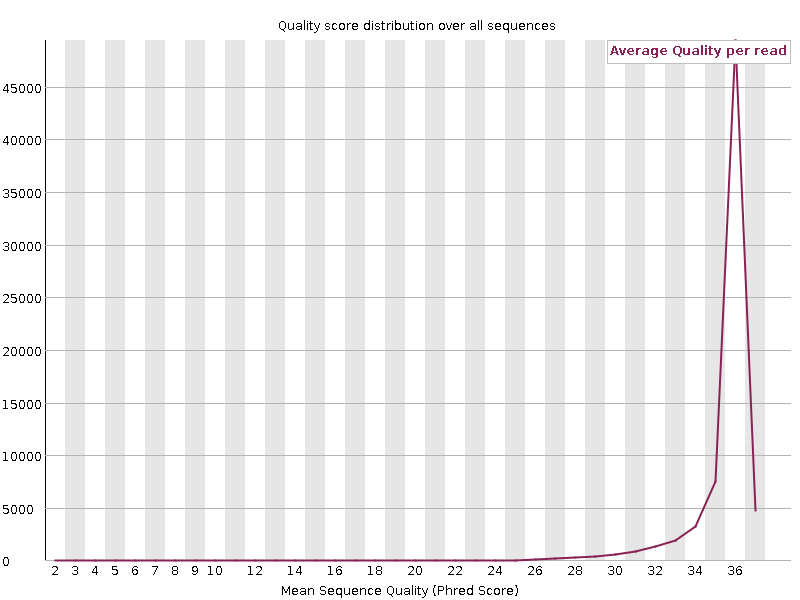 Quality score distribution over all sequences
Average Quality per read
45000
40000
35000
30000
25000
20000
15000
10000
5000
0
2 3 4 5 6 7 8 9 10 12 14 16 18 20 22 24 26 28 30 32 34 36
Mean Sequence Quality (Phred Score)